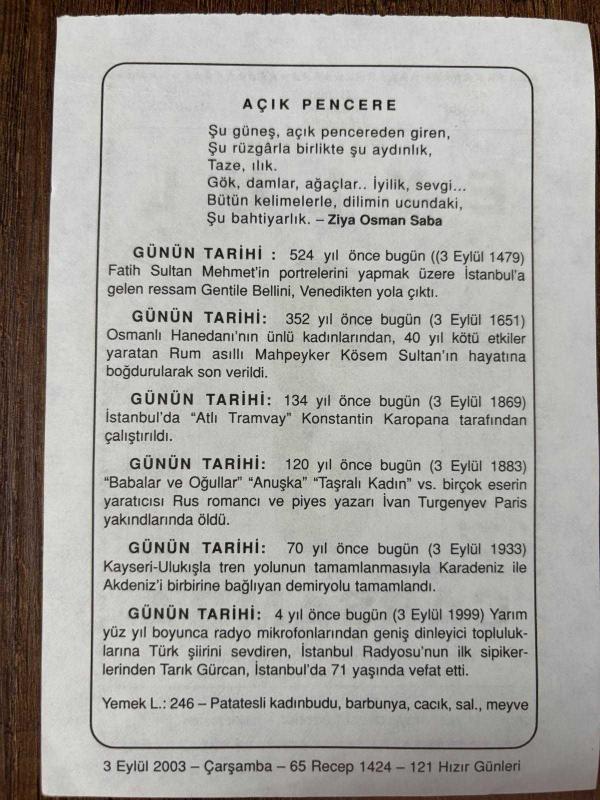 AÇIK PENCERE
Şu güneş, açık pencereden giren,
Şu rüzgârla birlikte şu aydınlık,
Taze, ılık.
Gök, damlar, ağaçlar.. İyilik, sevgi...
Bütün kelimelerle, dilimin ucundaki,
Şu bahtiyarlık. – Ziya Osman Saba
GÜNÜN TARİHİ : 524 yıl önce bugün ((3 Eylül 1479)
Fatih Sultan Mehmet'in portrelerini yapmak üzere İstanbul'a
gelen ressam Gentile Bellini, Venedikten yola çıktı.
GÜNÜN TARİHİ: 352 yıl önce bugün (3 Eylül 1651)
Osmanlı Hanedanı'nın ünlü kadınlarından, 40 yıl kötü etkiler
yaratan Rum asıllı Mahpeyker Kösem Sultan'ın hayatına
boğdurularak son verildi.
GÜNÜN TARİHİ: 134 yıl önce bugün (3 Eylül 1869)
İstanbul'da "Atlı Tramvay" Konstantin Karopana tarafından
çalıştırıldı.
GÜNÜN TARİHİ: 120 yıl önce bugün (3 Eylül 1883)
"Babalar ve Oğullar" "Anuşka" "Taşralı Kadın" vs. birçok eserin
yaratıcısı Rus romancı ve piyes yazarı İvan Turgenyev Paris
yakındlarında öldü.
GÜNÜN TARİHİ: 70 yıl önce bugün (3 Eylül 1933)
Kayseri-Ulukışla tren yolunun tamamlanmasıyla Karadeniz ile
Akdeniz'i birbirine bağlıyan demiryolu tamamlandı.
GÜNÜN TARİHİ: 4 yıl önce bugün (3 Eylül 1999) Yarım
yüz yıl boyunca radyo mikrofonlarından geniş dinleyici topluluk-
larına Türk şiirini sevdiren, İstanbul Radyosu'nun ilk sipiker-
lerinden Tarık Gürcan, İstanbul'da 71 yaşında vefat etti.
Yemek L.: 246 – Patatesli kadınbudu, barbunya, cacık, sal., meyve
3 Eylül 2003 – Çarşamba – 65 Recep 1424 – 121 Hızır Günleri